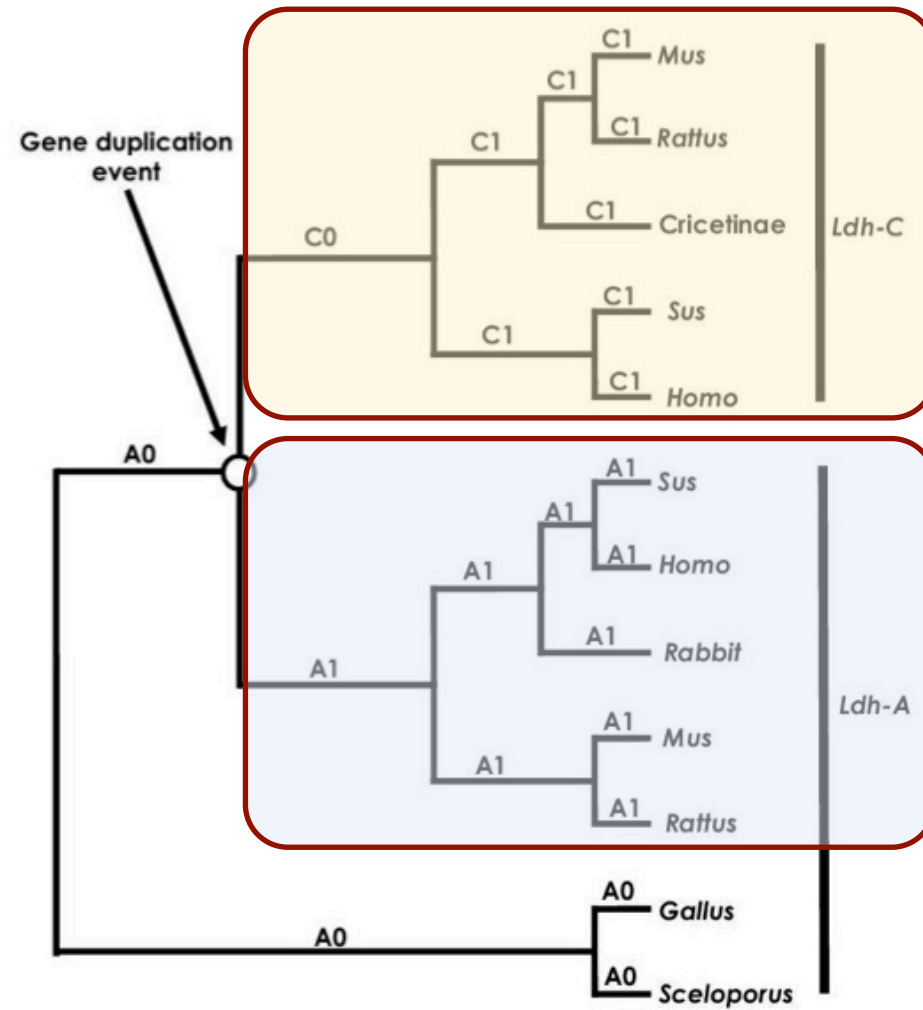 C1
Mus
C1
C1
Rattus
C1
C1
Cricetinae
Ldh-C
Gene duplication
event
C0
C1
Sus
C1
C1
Homo
A0
A1
Sus
A1
A1
Homo
A1
A1
Rabbit
A1
Ldh-A
A1
Mus
A1
A1
Rattus
A0
Gallus
A0
A0
Sceloporus